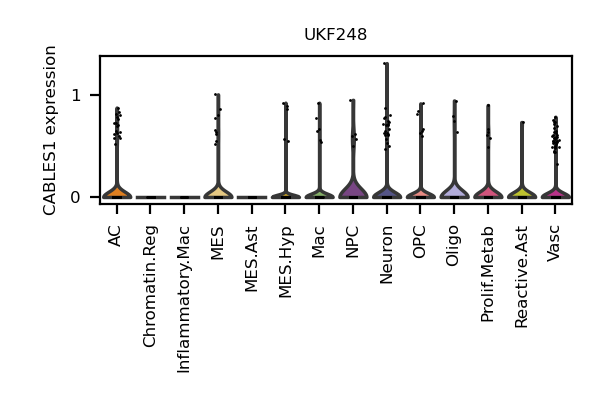 UKF248
CABLES1 expression
1
0
AC
Chromatin.Reg
Inflammatory.Mac
MES
MES.Ast
MES.Hyp
Mac
NPC
Neuron
OPC
Oligo
Prolif.Metab
Reactive.Ast
Vasc